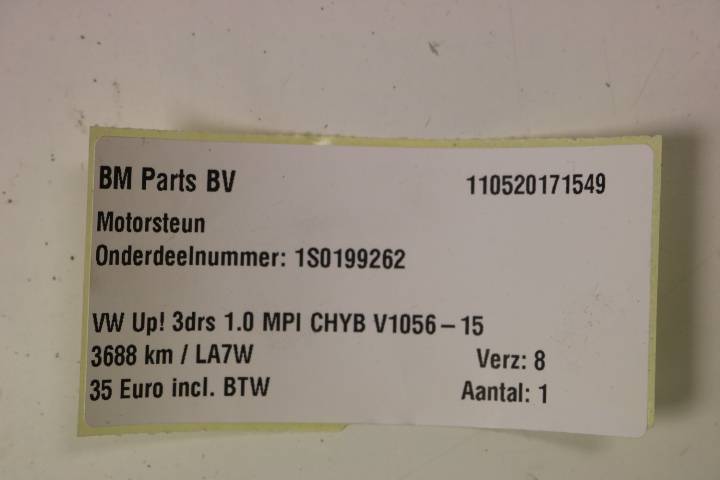 BM Parts BV 110520171549
Motorsteun
Onderdeelnummer: 1S0199262
VW Up! 3drs 1.0 MPI CHYB V1056-15
3688 km / LA7W Verz: 8
35 Euro incl. BTW Aantal: 1